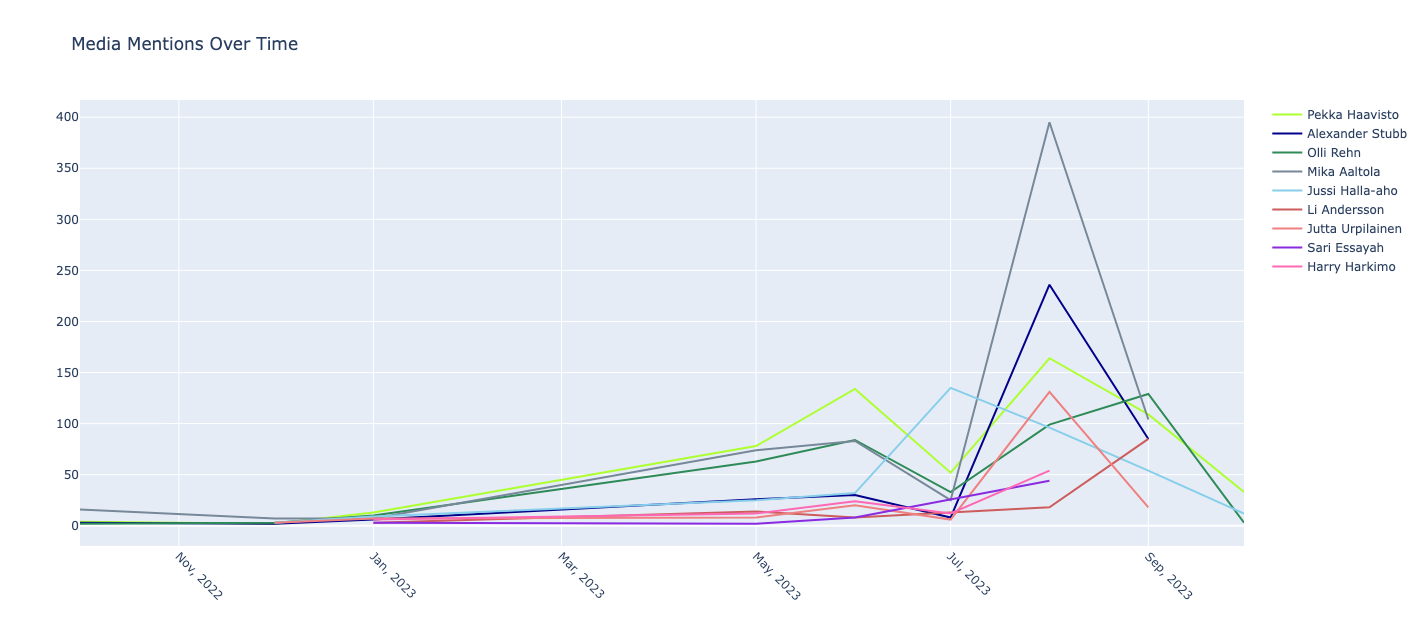 Media Mentions Over Time
400
350
300
250
200
150
100
50
0
Nov, 2022
Jan, 2023
Mar, 2023
May, 2023
Jul, 2023
Sep, 2023
Pekka Haavisto
Alexander Stubb
Olli Rehn
Mika Aaltola
Jussi Halla-aho
Li Andersson
Jutta Urpilainen
Sari Essayah
Harry Harkimo